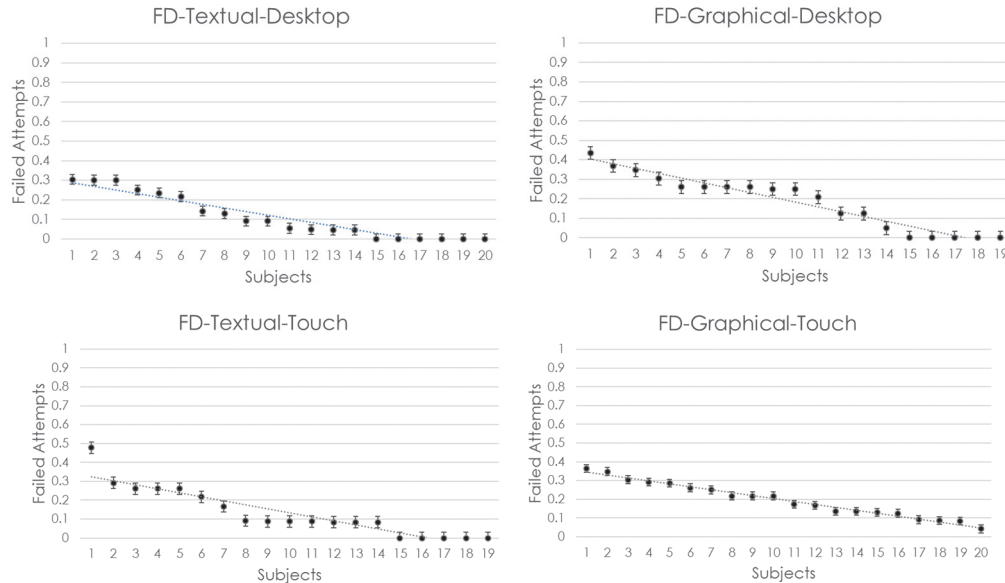 FD-Textual-Desktop
Failed Attempts
1
0.9
0.8
0.7
0.6
0.5
0.4
0.3
0.2
0.1
0
1 2 3 4 5 6 7 8 9 10 11 12 13 14 15 16 17 18 19 20
Subjects
FD-Graphical-Desktop
Failed Attempts
1
0.9
0.8
0.7
0.6
0.5
0.4
0.3
0.2
0.1
0
1 2 3 4 5 6 7 8 9 10 11 12 13 14 15 16 17 18 19
Subjects
FD-Textual-Touch
Failed Attempts
1
0.9
0.8
0.7
0.6
0.5
0.4
0.3
0.2
0.1
0
1 2 3 4 5 6 7 8 9 10 11 12 13 14 15 16 17 18 19
Subjects
FD-Graphical-Touch
Failed Attempts
1
0.9
0.8
0.7
0.6
0.5
0.4
0.3
0.2
0.1
0
1 2 3 4 5 6 7 8 9 10 11 12 13 14 15 16 17 18 19 20
Subjects